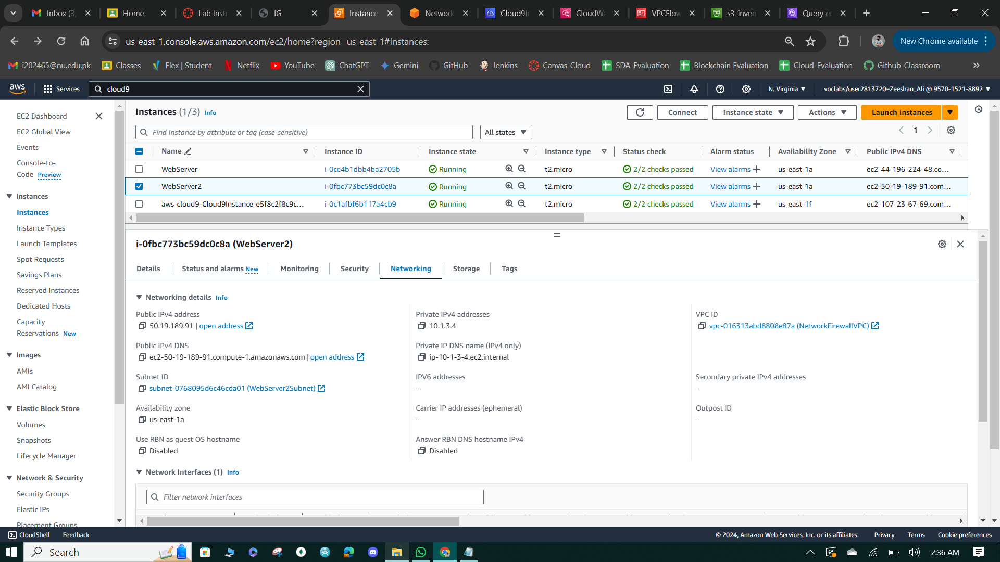 Inbox (3,
Home
Lab Instr
IG
Instance
Network
Cloud9In
CloudWa
VPCFlow
s3-inven
Query e
us-east-1.console.aws.amazon.com/ec2/home?region=us-east-1#Instances:
New Chrome available
i202465@nu.edu.pk
Classes
Flex | Student
Netflix
YouTube
ChatGPT
Gemini
GitHub
Jenkins
Canvas-Cloud
SDA-Evaluation
Blockchain Evaluation
Cloud-Evaluation
Github-Classroom
aws
Services
cloud9
N. Virginia
voclabs/user2813720=Zeeshan_Ali @ 9570-1521-8892
EC2 Dashboard
EC2 Global View
Events
Console-to-
Code Preview
Instances
Instances
Instance Types
Launch Templates
Spot Requests
Savings Plans
Reserved Instances
Dedicated Hosts
Capacity
Reservations New
Images
AMIs
AMI Catalog
Elastic Block Store
Volumes
Snapshots
Lifecycle Manager
Network & Security
Security Groups
Elastic IPs
Placement Groups
Instances (1/3) Info
Connect
Instance state
Actions
Launch instances
Find Instance by attribute or tag (case-sensitive)
All states
1
Name Instance ID Instance state Instance type Status check Alarm status Availability Zone Public IPv4 DNS
WebServer i-0ce4b1dbb4ba2705b Running t2.micro 2/2 checks passed View alarms + us-east-1a ec2-44-196-224-48.co...
WebServer2 i-0fbc773bc59dc0c8a Running t2.micro 2/2 checks passed View alarms + us-east-1a ec2-50-19-189-91.com...
aws-cloud9-Cloud9Instance-e5f8c2f8c9c... i-0c1afbf6b117a4cb9 Running t2.micro 2/2 checks passed View alarms + us-east-1f ec2-107-23-67-69.com...
i-0fbc773bc59dc0c8a (WebServer2)
Details
Status and alarms New
Monitoring
Security
Networking
Storage
Tags
Networking details Info
Public IPv4 address
50.19.189.91 | open address
Private IPv4 addresses
10.1.3.4
VPC ID
vpc-016313abd8808e87a (NetworkFirewallVPC)
Public IPv4 DNS
ec2-50-19-189-91.compute-1.amazonaws.com | open address
Private IP DNS name (IPv4 only)
ip-10-1-3-4.ec2.internal
Subnet ID
subnet-0768095d6c46cda01 (WebServer2Subnet)
IPV6 addresses
–
Secondary private IPv4 addresses
–
Availability zone
us-east-1a
Carrier IP addresses (ephemeral)
–
Outpost ID
–
Use RBN as guest OS hostname
Disabled
Answer RBN DNS hostname IPv4
Disabled
Network Interfaces (1) Info
Filter network interfaces
CloudShell
Feedback
© 2024, Amazon Web Services, Inc. or its affiliates.
Privacy
Terms
Cookie preferences
Search
2:36 AM